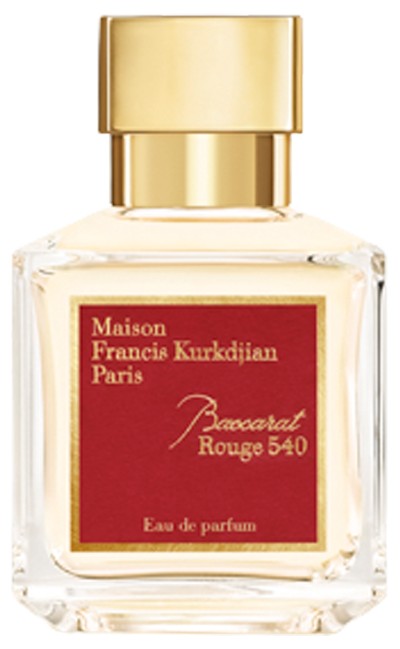 Maison
Francis Kurkdjian
Paris
Baccarat
Rouge 540
Eau de parfum